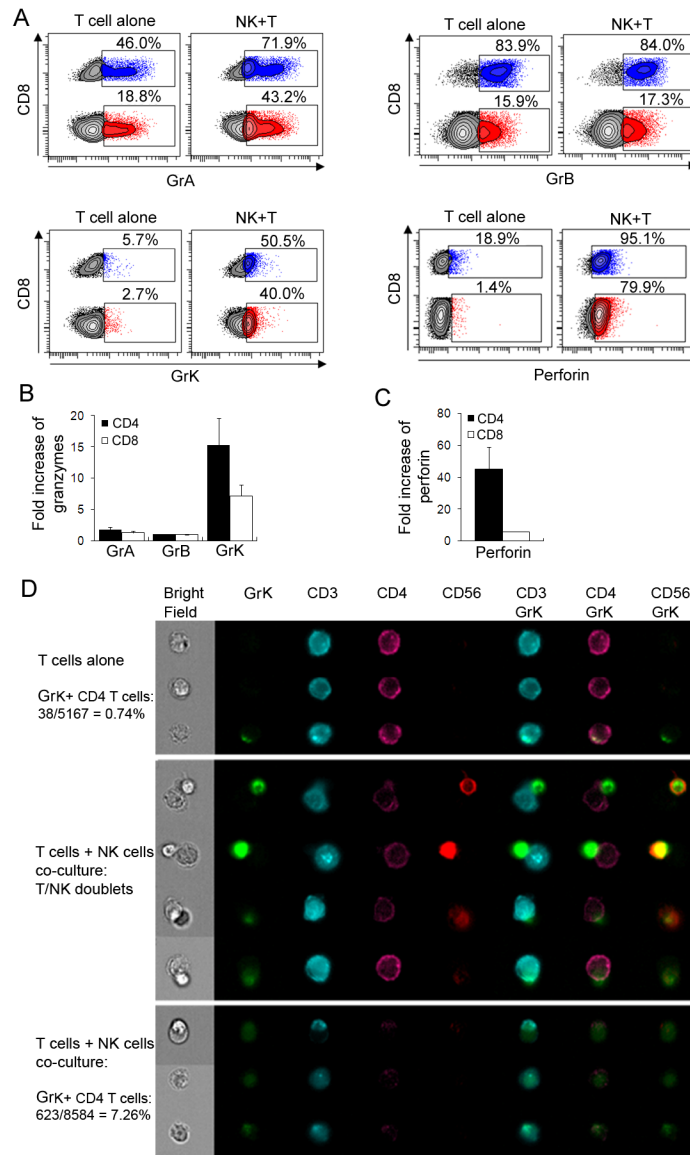 A
T cell alone
NK+T
46.0%
71.9%
18.8%
43.2%
CD8
GrA
T cell alone
NK+T
83.9%
84.0%
15.9%
17.3%
CD8
GrB
T cell alone
NK+T
5.7%
50.5%
2.7%
40.0%
CD8
GrK
T cell alone
NK+T
18.9%
95.1%
1.4%
79.9%
CD8
Perforin
B
Fold increase of
granzymes
20
15
10
5
0
CD4
CD8
GrA
GrB
GrK
C
Fold increase of
perforin
80
60
40
20
0
CD4
CD8
Perforin
D
Bright
Field
GrK
CD3
CD4
CD56
CD3
GrK
CD4
GrK
CD56
GrK
T cells alone
GrK+ CD4 T cells:
38/5167 = 0.74%
T cells + NK cells
co-culture:
T/NK doublets
T cells + NK cells
co-culture:
GrK+ CD4 T cells:
623/8584 = 7.26%